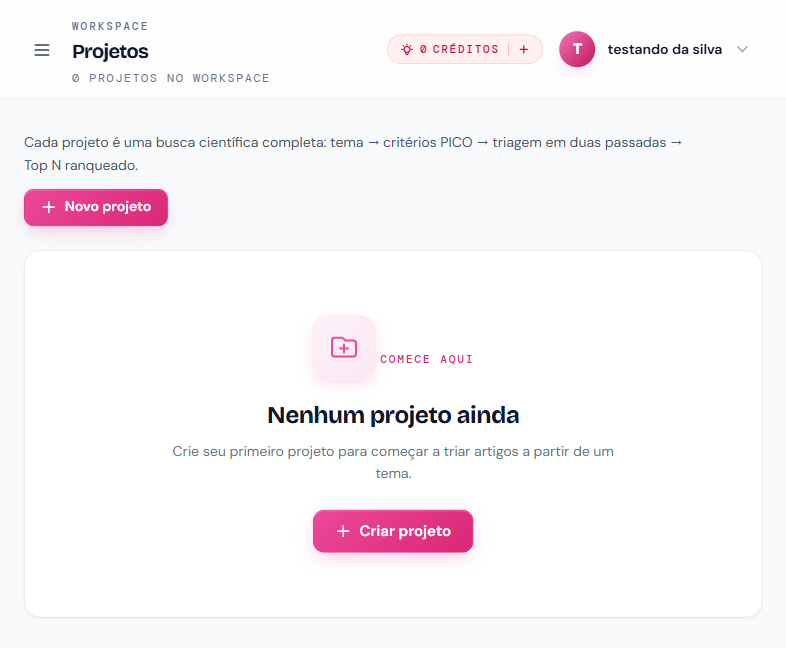 WORKSPACE
Projetos
0 PROJETOS NO WORKSPACE
0 CRÉDITOS | +
T
testando da silva
Cada projeto é uma busca científica completa: tema → critérios PICO → triagem em duas passadas →
Top N ranqueado.
+ Novo projeto
COMECE AQUI
Nenhum projeto ainda
Crie seu primeiro projeto para começar a triar artigos a partir de um
tema.
+ Criar projeto